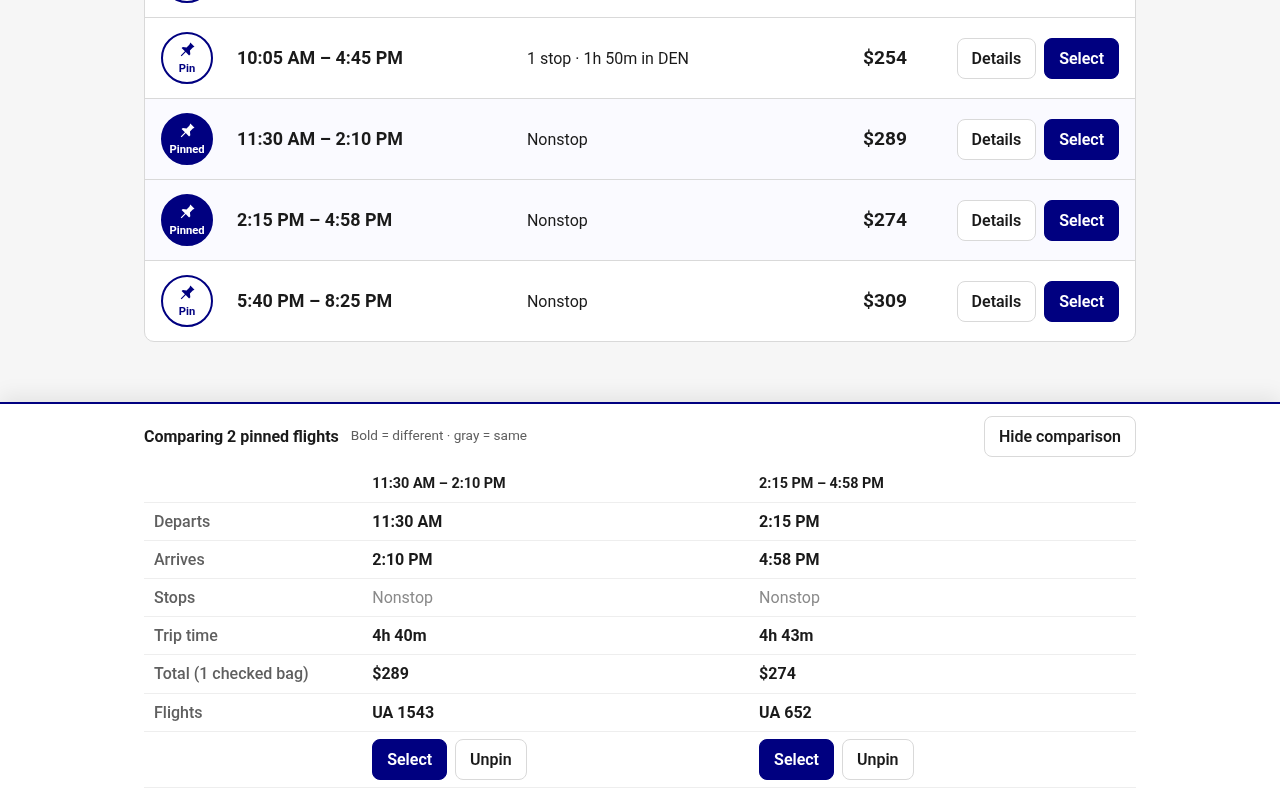 Pin
10:05 AM – 4:45 PM 1 stop · 1h 50m in DEN $254 Details Select
Pinned
11:30 AM – 2:10 PM Nonstop $289 Details Select
Pinned
2:15 PM – 4:58 PM Nonstop $274 Details Select
Pin
5:40 PM – 8:25 PM Nonstop $309 Details Select
Comparing 2 pinned flights Bold = different · gray = same Hide comparison
11:30 AM – 2:10 PM 2:15 PM – 4:58 PM
Departs 11:30 AM 2:15 PM
Arrives 2:10 PM 4:58 PM
Stops Nonstop Nonstop
Trip time 4h 40m 4h 43m
Total (1 checked bag) $289 $274
Flights UA 1543 UA 652
Select Unpin Select Unpin